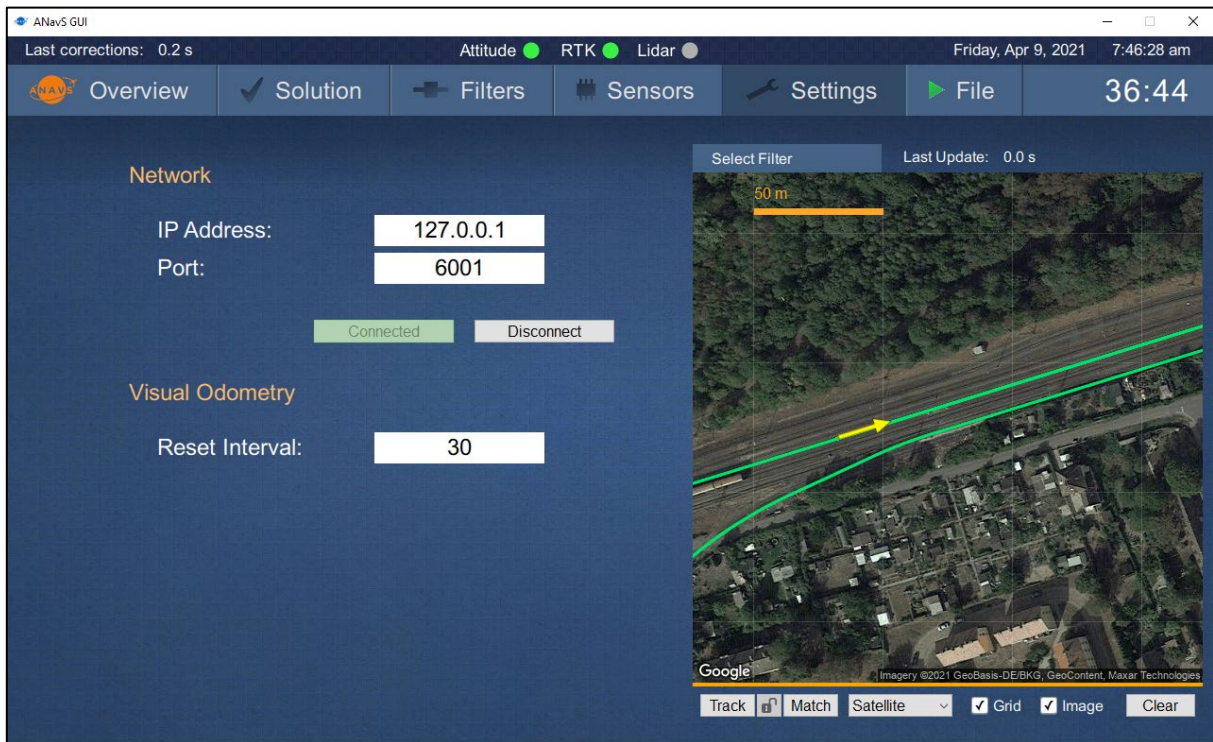 ANavS GUI
Last corrections: 0.2 s Attitude RTK Lidar Friday, Apr 9, 2021 7:46:28 am
ANAVS Overview Solution Filters Sensors Settings File 36:44
Select Filter Last Update: 0.0 s
Network
50 m
IP Address: 127.0.0.1
Port: 6001
Connected Disconnect
Visual Odometry
Reset Interval: 30
Google Imagery ©2021 GeoBasis-DE/BKG, GeoContent, Maxar Technologies
Track Match Satellite Grid Image Clear